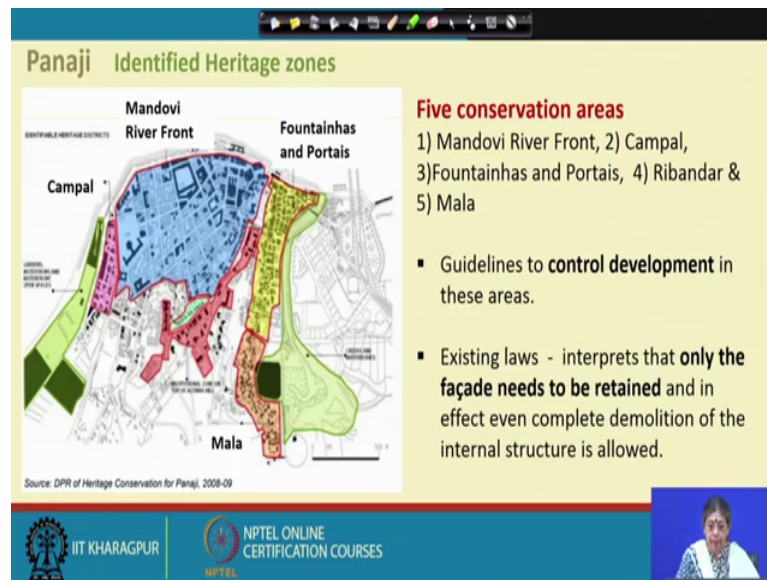 Panaji Identified Heritage zones
Mandovi
River Front
Fountainhas
and Portais
IDENTIFIABLE HERITAGE DISTRICTS
Campal
Mala
Source: DPR of Heritage Conservation for Panaji, 2008-09
Five conservation areas
1) Mandovi River Front, 2) Campal,
3)Fountainhas and Portais, 4) Ribandar &
5) Mala
▪ Guidelines to control development in
these areas.
▪ Existing laws - interprets that only the
façade needs to be retained and in
effect even complete demolition of the
internal structure is allowed.
IIT KHARAGPUR
NPTEL
NPTEL ONLINE
CERTIFICATION COURSES